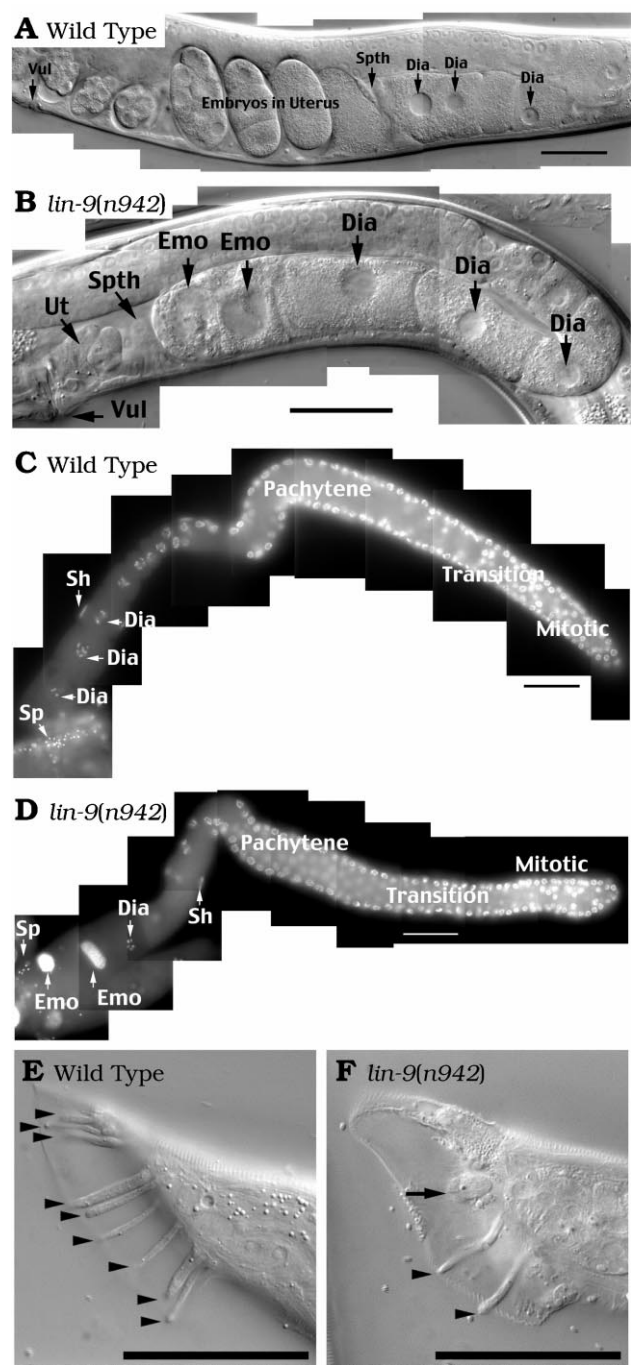 A Wild Type
Vul
Embryos in Uterus
Spth
Dia
Dia
Dia
B lin-9(n942)
Ut
Spth
Emo
Emo
Dia
Dia
Dia
Vul
C Wild Type
Pachytene
Transition
Mitotic
Sh
Dia
Dia
Dia
Sp
D lin-9(n942)
Pachytene
Transition
Mitotic
Sp
Dia
Sh
Emo
Emo
E Wild Type
F lin-9(n942)